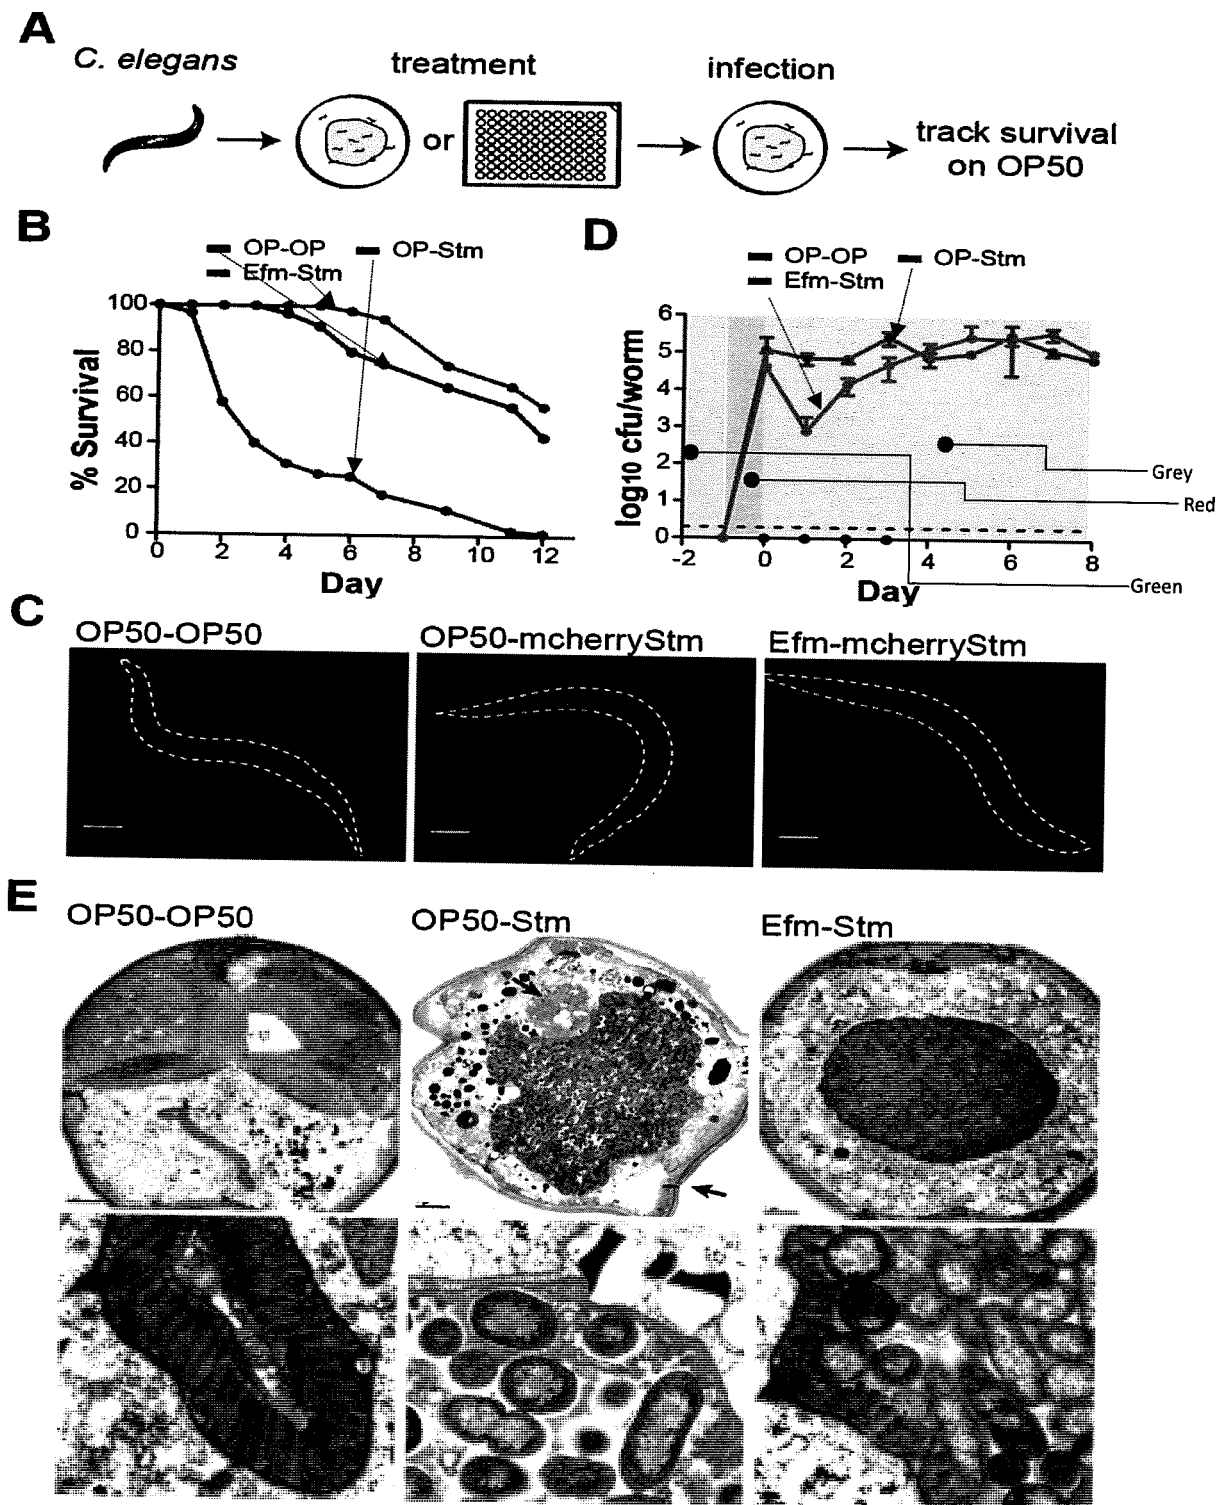 A
C. elegans
treatment
infection
or
track survival
on OP50
B
OP-OP
OP-Stm
Efm-Stm
100
80
60
40
20
0
% Survival
0 2 4 6 8 10 12
Day
D
OP-OP
OP-Stm
Efm-Stm
6
5
4
3
2
1
0
log10 cfu/worm
-2 0 2 4 6 8
Day
Grey
Red
Green
C
OP50-OP50
OP50-mcherryStm
Efm-mcherryStm
E
OP50-OP50
OP50-Stm
Efm-Stm